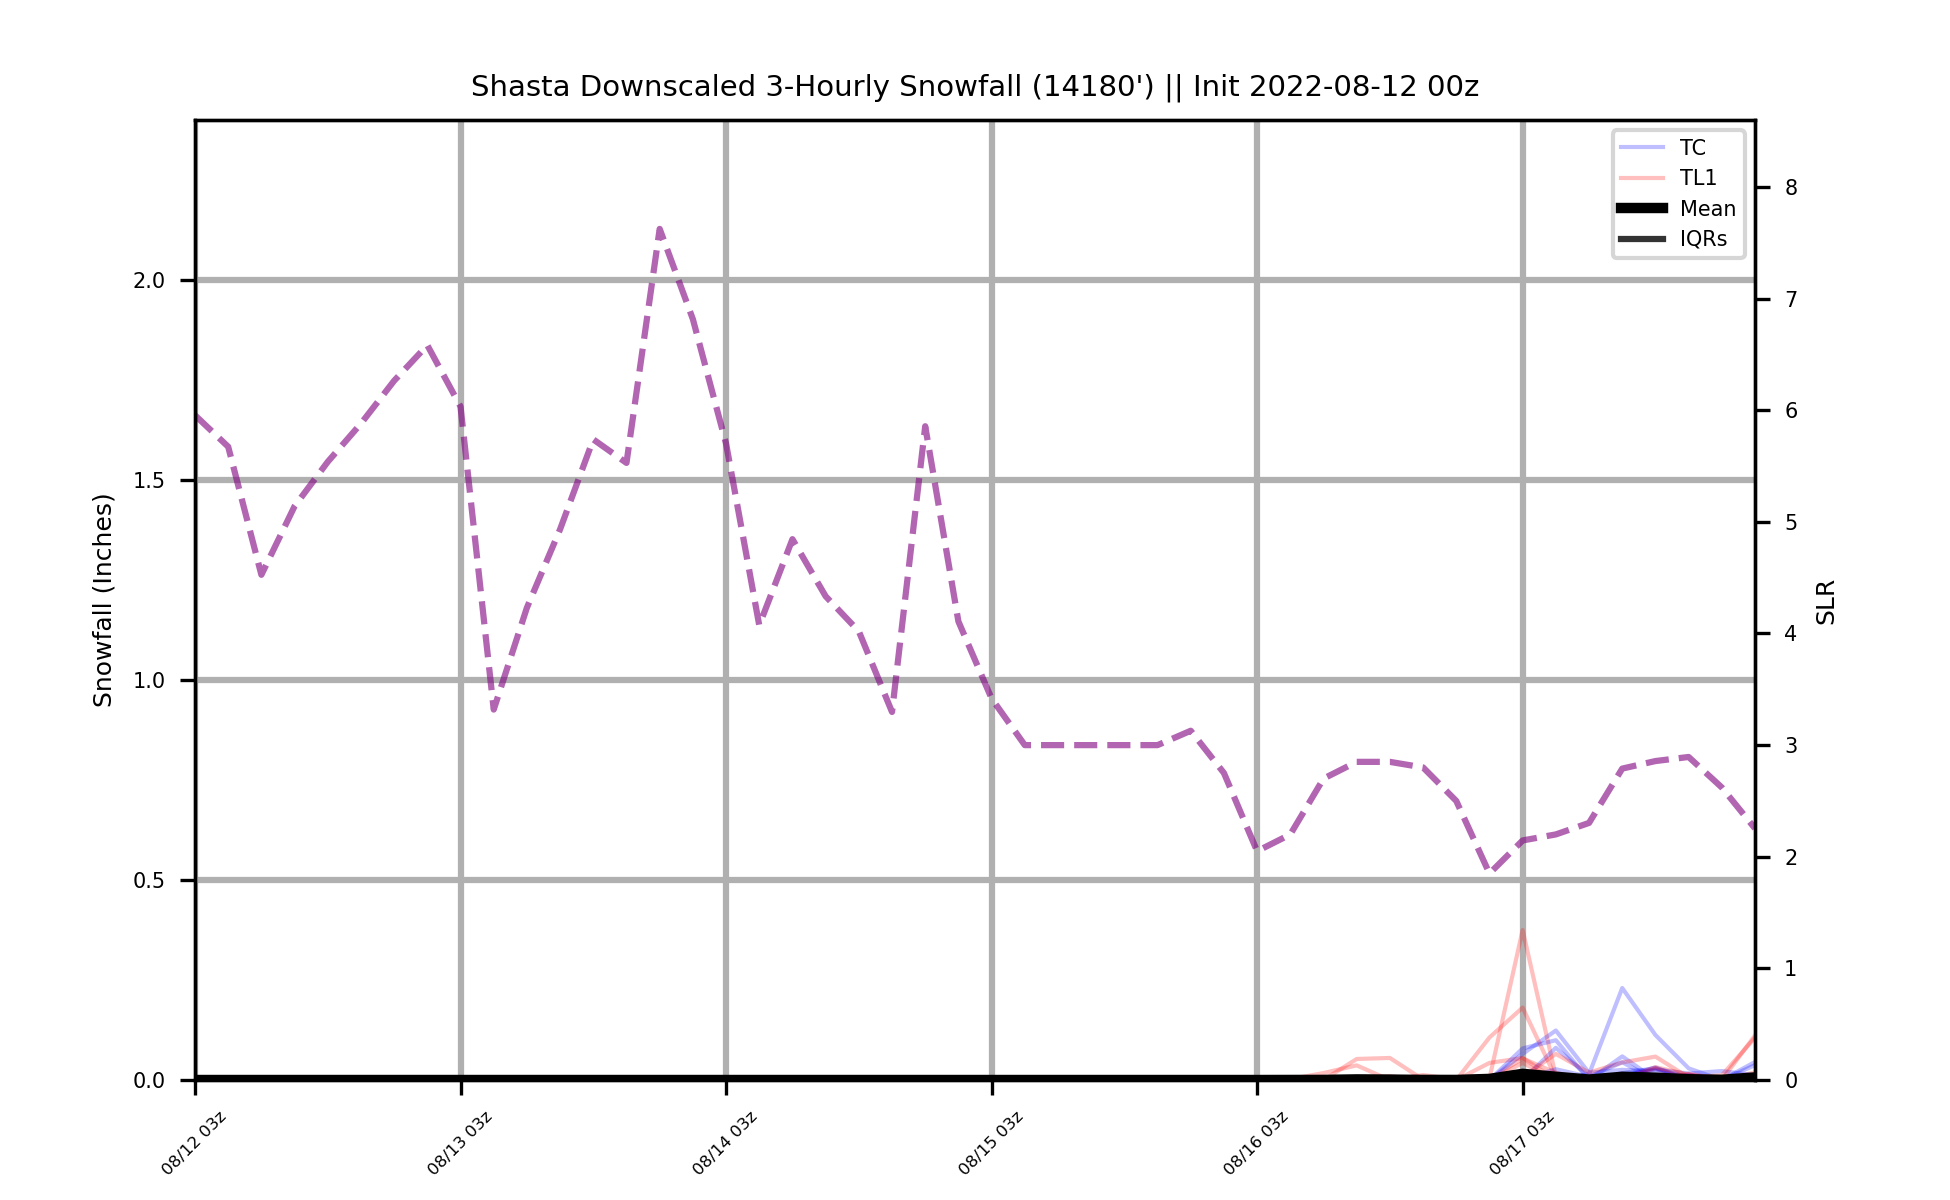 Shasta Downscaled 3-Hourly Snowfall (14180') || Init 2022-08-12 00z
TC
TL1
Mean
IQRs
Snowfall (Inches)
2.0
1.5
1.0
0.5
0.0
8
7
6
5
4
3
2
1
0
SLR
08/12 03z
08/13 03z
08/14 03z
08/15 03z
08/16 03z
08/17 03z